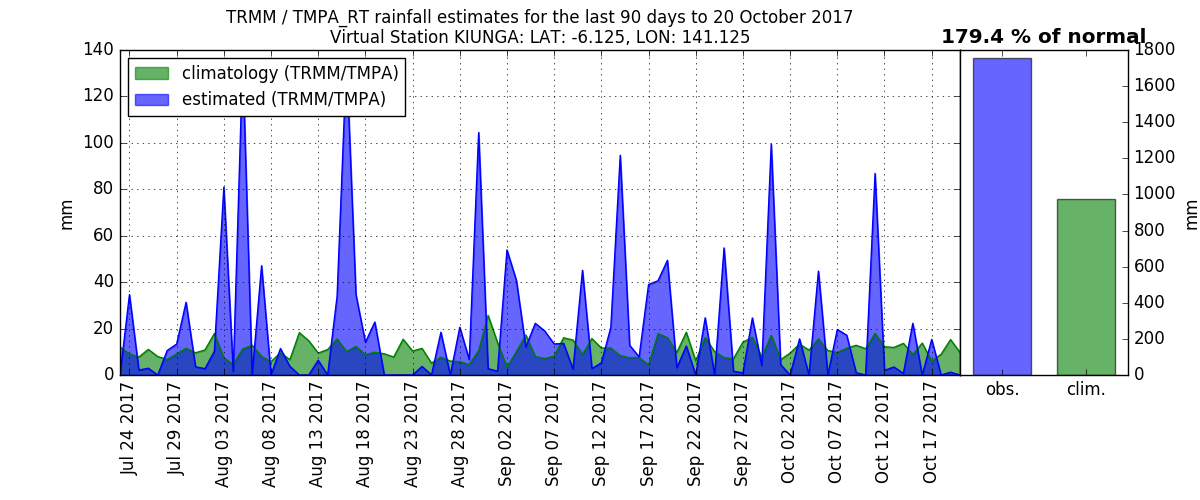 TRMM / TMPA_RT rainfall estimates for the last 90 days to 20 October 2017
Virtual Station KIUNGA: LAT: -6.125, LON: 141.125
179.4 % of normal
climatology (TRMM/TMPA)
estimated (TRMM/TMPA)
140
120
100
80
60
40
20
0
mm
Jul 24 2017
Jul 29 2017
Aug 03 2017
Aug 08 2017
Aug 13 2017
Aug 18 2017
Aug 23 2017
Aug 28 2017
Sep 02 2017
Sep 07 2017
Sep 12 2017
Sep 17 2017
Sep 22 2017
Sep 27 2017
Oct 02 2017
Oct 07 2017
Oct 12 2017
Oct 17 2017
1800
1600
1400
1200
1000
800
600
400
200
0
mm
obs.
clim.